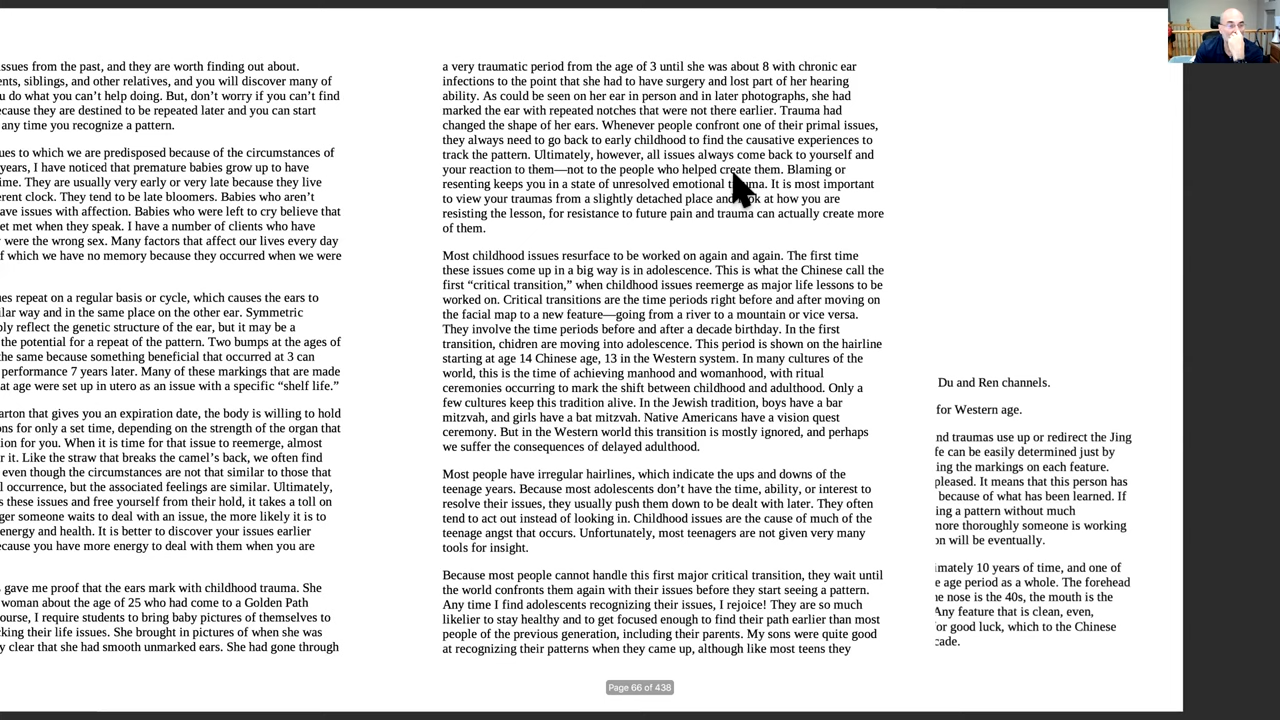 issues from the past, and they are worth finding out about.
ents, siblings, and other relatives, and you will discover many of
u do what you can't help doing. But, don't worry if you can't find
ecause they are destined to be repeated later and you can start
any time you recognize a pattern.
ues to which we are predisposed because of the circumstances of
years, I have noticed that premature babies grow up to have
ime. They are usually very early or very late because they live
erent clock. They tend to be late bloomers. Babies who aren't
ave issues with affection. Babies who were left to cry believe that
et met when they speak. I have a number of clients who have
y were the wrong sex. Many factors that affect our lives every day
f which we have no memory because they occurred when we were
ues repeat on a regular basis or cycle, which causes the ears to
ilar way and in the same place on the other ear. Symmetric
ply reflect the genetic structure of the ear, but it may be a
the potential for a repeat of the pattern. Two bumps at the ages of
the same because something beneficial that occurred at 3 can
performance 7 years later. Many of these markings that are made
at age were set up in utero as an issue with a specific “shelf life.”
arton that gives you an expiration date, the body is willing to hold
ons for only a set time, depending on the strength of the organ that
ion for you. When it is time for that issue to reemerge, almost
r it. Like the straw that breaks the camel's back, we often find
even though the circumstances are not that similar to those that
l occurrence, but the associated feelings are similar. Ultimately,
s these issues and free yourself from their hold, it takes a toll on
ger someone waits to deal with an issue, the more likely it is to
energy and health. It is better to discover your issues earlier
ecause you have more energy to deal with them when you are
gave me proof that the ears mark with childhood trauma. She
woman about the age of 25 who had come to a Golden Path
ourse, I require students to bring baby pictures of themselves to
cking their life issues. She brought in pictures of when she was
y clear that she had smooth unmarked ears. She had gone through
a very traumatic period from the age of 3 until she was about 8 with chronic ear
infections to the point that she had to have surgery and lost part of her hearing
ability. As could be seen on her ear in person and in later photographs, she had
marked the ear with repeated notches that were not there earlier. Trauma had
changed the shape of her ears. Whenever people confront one of their primal issues,
they always need to go back to early childhood to find the causative experiences to
track the pattern. Ultimately, however, all issues always come back to yourself and
your reaction to them—not to the people who helped create them. Blaming or
resenting keeps you in a state of unresolved emotional It is most important
to view your traumas from a slightly detached place and at how you are
resisting the lesson, for resistance to future pain and trauma can actually create more
of them.
Most childhood issues resurface to be worked on again and again. The first time
these issues come up in a big way is in adolescence. This is what the Chinese call the
first “critical transition,” when childhood issues reemerge as major life lessons to be
worked on. Critical transitions are the time periods right before and after moving on
the facial map to a new feature—going from a river to a mountain or vice versa.
They involve the time periods before and after a decade birthday. In the first
transition, chidren are moving into adolescence. This period is shown on the hairline
starting at age 14 Chinese age, 13 in the Western system. In many cultures of the
world, this is the time of achieving manhood and womanhood, with ritual
ceremonies occurring to mark the shift between childhood and adulthood. Only a
few cultures keep this tradition alive. In the Jewish tradition, boys have a bar
mitzvah, and girls have a bat mitzvah. Native Americans have a vision quest
ceremony. But in the Western world this transition is mostly ignored, and perhaps
we suffer the consequences of delayed adulthood.
Most people have irregular hairlines, which indicate the ups and downs of the
teenage years. Because most adolescents don't have the time, ability, or interest to
resolve their issues, they usually push them down to be dealt with later. They often
tend to act out instead of looking in. Childhood issues are the cause of much of the
teenage angst that occurs. Unfortunately, most teenagers are not given very many
tools for insight.
Because most people cannot handle this first major critical transition, they wait until
the world confronts them again with their issues before they start seeing a pattern.
Any time I find adolescents recognizing their issues, I rejoice! They are so much
likelier to stay healthy and to get focused enough to find their path earlier than most
people of the previous generation, including their parents. My sons were quite good
at recognizing their patterns when they came up, although like most teens they
Du and Ren channels.
for Western age.
nd traumas use up or redirect the Jing
fe can be easily determined just by
ing the markings on each feature.
pleased. It means that this person has
because of what has been learned. If
ing a pattern without much
more thoroughly someone is working
on will be eventually.
imately 10 years of time, and one of
e age period as a whole. The forehead
he nose is the 40s, the mouth is the
Any feature that is clean, even,
or good luck, which to the Chinese
cade.
Page 66 of 438